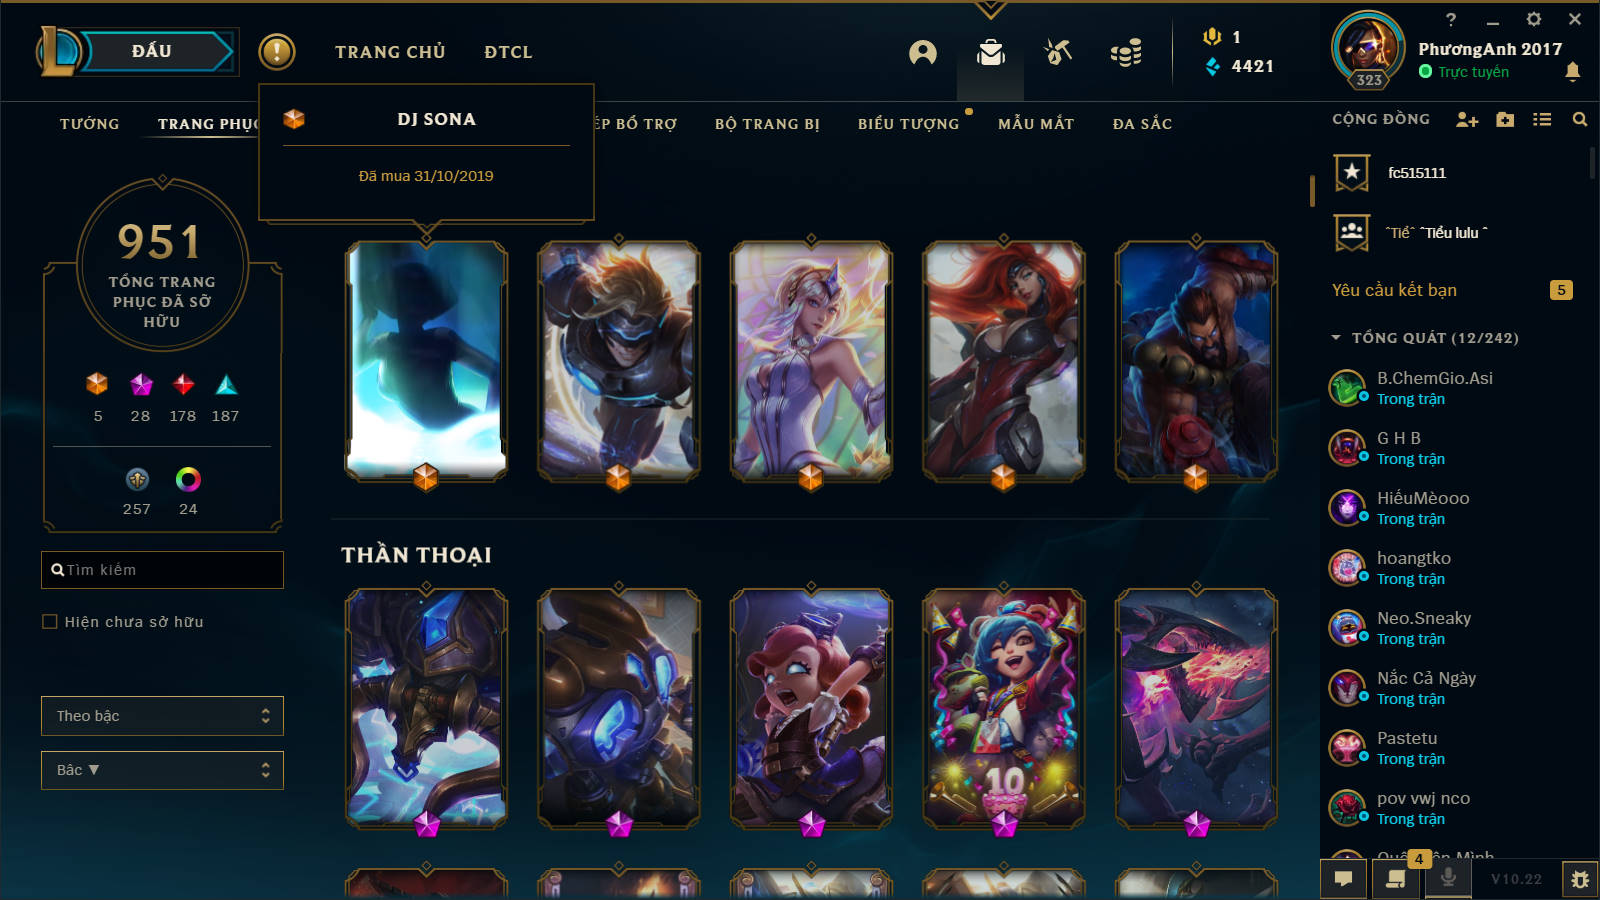 ĐẤU
TRANG CHỦ
ĐTCL
1
4421
PhươngAnh 2017
Trực tuyến
323
TƯỚNG
TRANG PHỤC
ÉP BỔ TRỢ
BỘ TRANG BỊ
BIỂU TƯỢNG
MẪU MẮT
ĐA SẮC
DJ SONA
Đã mua 31/10/2019
951
TỔNG TRANG
PHỤC ĐÃ SỞ
HỮU
5
28
178
187
257
24
Tìm kiếm
Hiện chưa sở hữu
Theo bậc
Bậc ▼
THẦN THOẠI
10
CỘNG ĐỒNG
fc515111
ˆTiểˆ ˆTiểu lulu ˆ
Yêu cầu kết bạn
5
TỔNG QUÁT (12/242)
B.ChemGio.Asi
Trong trận
G H B
Trong trận
HiếuMèooo
Trong trận
hoangtko
Trong trận
Neo.Sneaky
Trong trận
Nắc Cả Ngày
Trong trận
Pastetu
Trong trận
pov vwj nco
Trong trận
4
V10.22